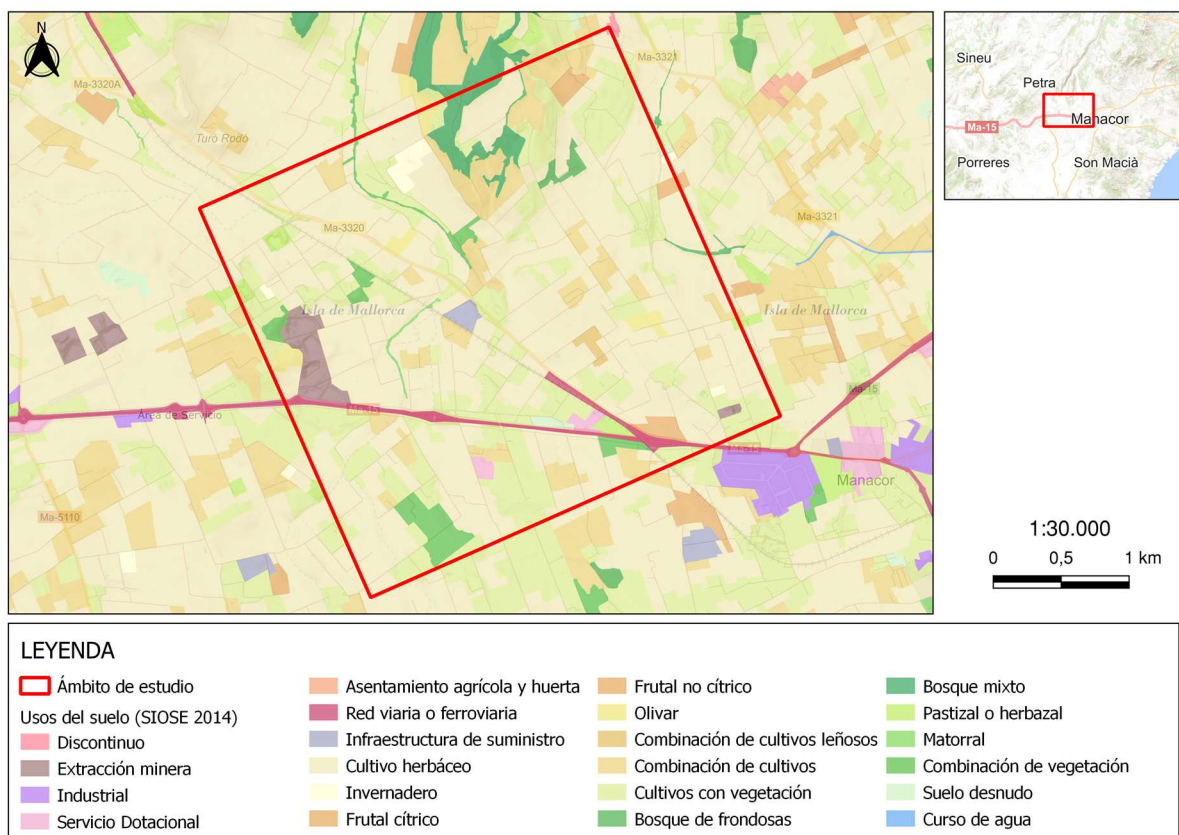 N
Ma-3320A
Ma-3321
Turó Rodó
Ma-3320
Ma-3321
Isla de Mallorca
Isla de Mallorca
Ma-15
Área de Servicio
Ma-15
Ma-15
Manacor
Ma-5110
Sineu
Petra
Manacor
Ma-15
Porreres
Son Macià
1:30.000
0 0,5 1 km
LEYENDA
Ámbito de estudio
Usos del suelo (SIOSE 2014)
Discontinuo
Extracción minera
Industrial
Servicio Dotacional
Asentamiento agrícola y huerta
Red viaria o ferroviaria
Infraestructura de suministro
Cultivo herbáceo
Invernadero
Frutal cítrico
Frutal no cítrico
Olivar
Combinación de cultivos leñosos
Combinación de cultivos
Cultivos con vegetación
Bosque de frondosas
Bosque mixto
Pastizal o herbazal
Matorral
Combinación de vegetación
Suelo desnudo
Curso de agua